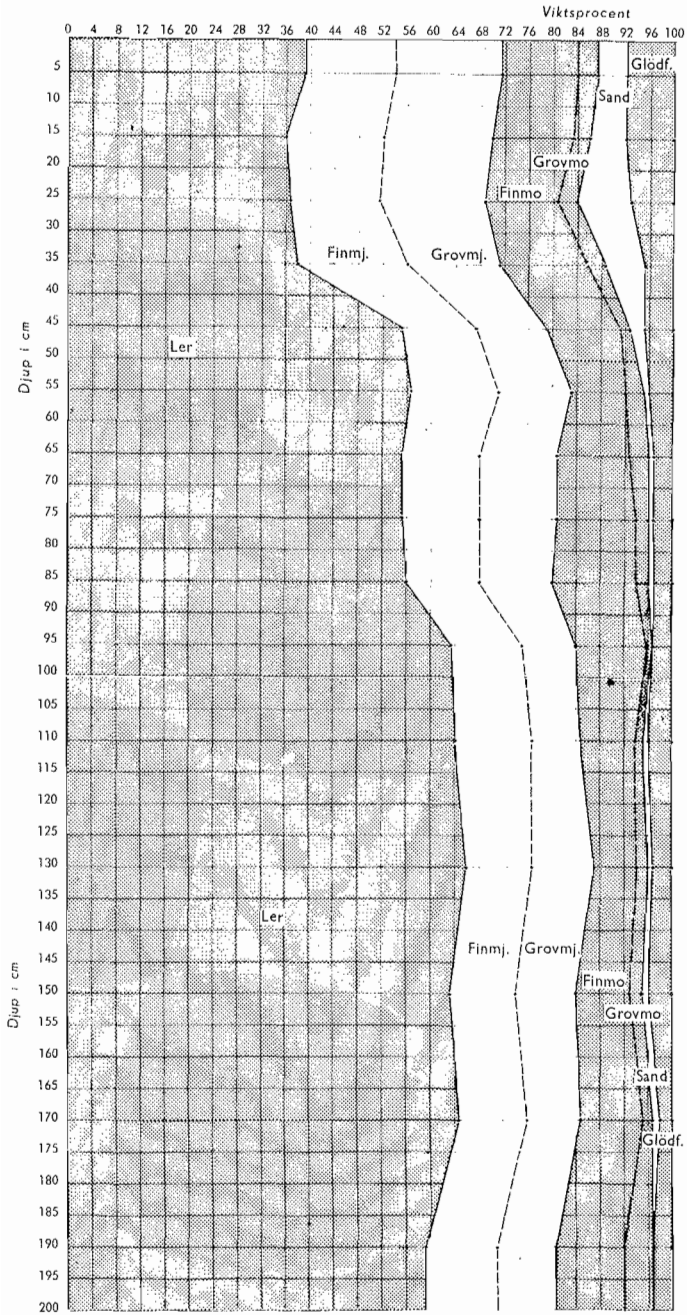 Viktsprocent
0 4 8 12 16 20 24 28 32 36 40 44 48 52 56 60 64 68 72 76 80 84 88 92 96 100
Glödf.
5
Sand
10
15
Grovmo
20
Finmo
25
30
Finmj. Grovmj.
35
40
Ler
45
Djup i cm
50
55
60
65
70
75
80
85
90
95
100
105
110
115
120
125
130
135
Ler
140
Finmj. Grovmj.
145
Finmo
150
Djup i cm
Grovmo
155
160
Sand
165
170
Glödf.
175
180
185
190
195
200